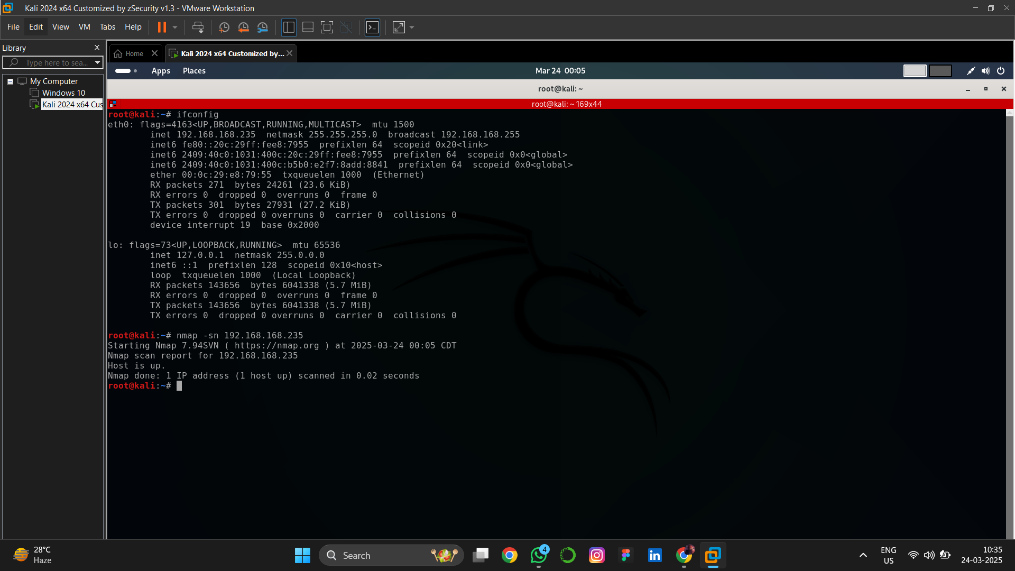 Kali 2024 x64 Customized by zSecurity v1.3 - VMware Workstation
File Edit View VM Tabs Help
Library X
Type here to sea...
Home
Kali 2024 x64 Customized by...
My Computer
Windows 10
Kali 2024 x64 Cus
Apps Places
Mar 24 00:05
root@kali: ~
root@kali: ~ 169x44
root@kali:~# ifconfig
eth0: flags=4163<UP,BROADCAST,RUNNING,MULTICAST> mtu 1500
inet 192.168.168.235 netmask 255.255.255.0 broadcast 192.168.168.255
inet6 fe80::20c:29ff:fee8:7955 prefixlen 64 scopeid 0x20<link>
inet6 2409:40c0:1031:400c:20c:29ff:fee8:7955 prefixlen 64 scopeid 0x0<global>
inet6 2409:40c0:1031:400c:b5b0:e2f7:8add:8841 prefixlen 64 scopeid 0x0<global>
ether 00:0c:29:e8:79:55 txqueuelen 1000 (Ethernet)
RX packets 271 bytes 24261 (23.6 KiB)
RX errors 0 dropped 0 overruns 0 frame 0
TX packets 301 bytes 27931 (27.2 KiB)
TX errors 0 dropped 0 overruns 0 carrier 0 collisions 0
device interrupt 19 base 0x2000
lo: flags=73<UP,LOOPBACK,RUNNING> mtu 65536
inet 127.0.0.1 netmask 255.0.0.0
inet6 ::1 prefixlen 128 scopeid 0x10<host>
loop txqueuelen 1000 (Local Loopback)
RX packets 143656 bytes 6041338 (5.7 MiB)
RX errors 0 dropped 0 overruns 0 frame 0
TX packets 143656 bytes 6041338 (5.7 MiB)
TX errors 0 dropped 0 overruns 0 carrier 0 collisions 0
root@kali:~# nmap -sn 192.168.168.235
Starting Nmap 7.94SVN ( https://nmap.org ) at 2025-03-24 00:05 CDT
Nmap scan report for 192.168.168.235
Host is up.
Nmap done: 1 IP address (1 host up) scanned in 0.02 seconds
root@kali:~#
28°C
Haze
Search
4
ENG
US
10:35
24-03-2025